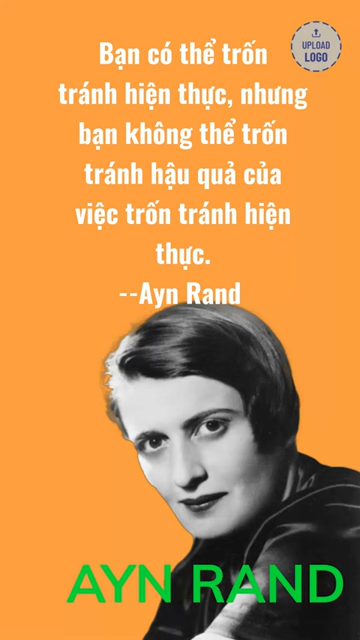 Bạn có thể trốn
tránh hiện thực, nhưng
bạn không thể trốn
tránh hậu quả của
việc trốn tránh hiện
thực.
--Ayn Rand
UPLOAD
LOGO
AYN RAND